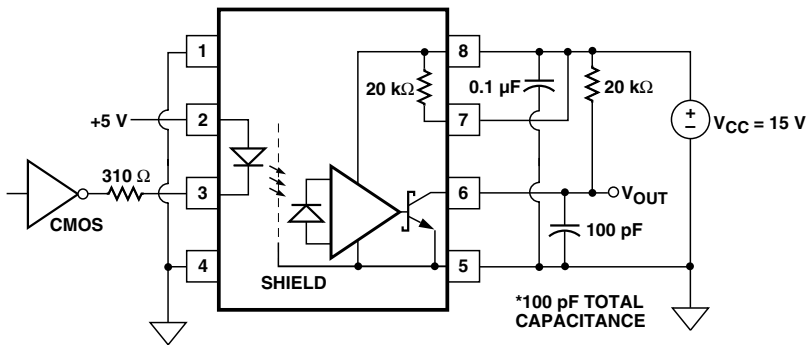 1
8
20 kΩ
0.1 µF
20 kΩ
+5 V
2
7
+
−
VCC = 15 V
310 Ω
3
6
VOUT
CMOS
100 pF
4
5
SHIELD
*100 pF TOTAL
CAPACITANCE